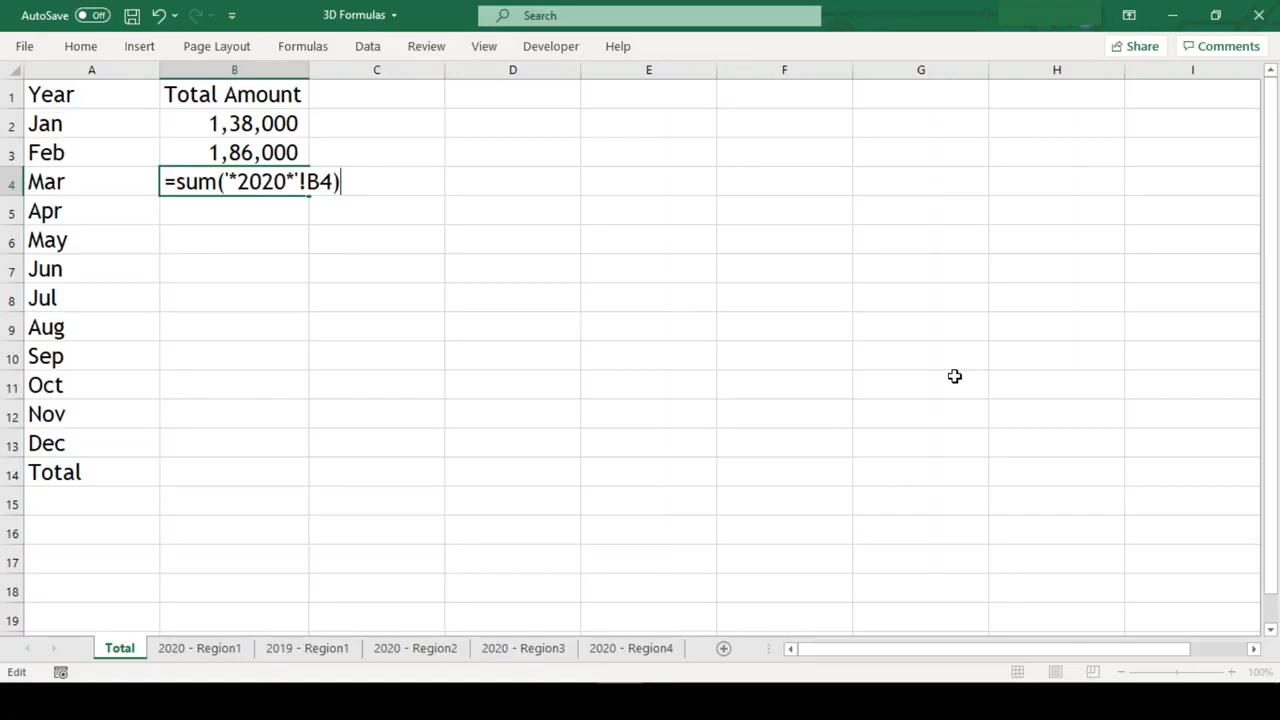 AutoSave Off 3D Formulas Search
File Home Insert Page Layout Formulas Data Review View Developer Help Share Comments
A B C D E F G H I
1 Year Total Amount
2 Jan 1,38,000
3 Feb 1,86,000
4 Mar =sum('*2020*'!B4)
5 Apr
6 May
7 Jun
8 Jul
9 Aug
10 Sep
11 Oct
12 Nov
13 Dec
14 Total
15
16
17
18
19
Total 2020 - Region1 2019 - Region1 2020 - Region2 2020 - Region3 2020 - Region4
Edit 100%